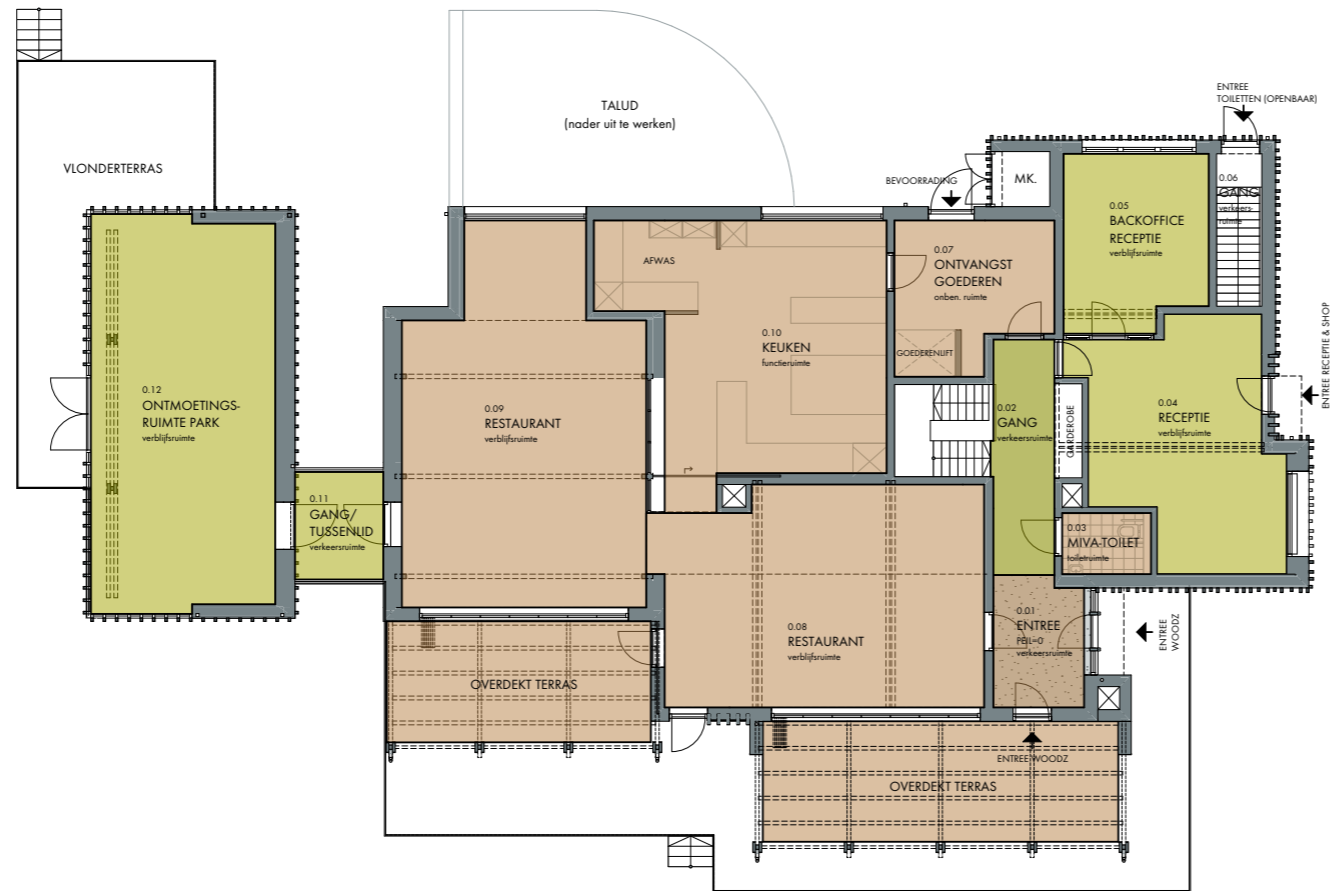 ENTREE
TOILETTEN (OPENBAAR)
TALUD
(nader uit te werken)
VLONDERTERRAS
BEVOORRADING
MK.
0.06
GANG
verkeers-
ruimte
0.05
BACKOFFICE
RECEPTIE
verblijfsruimte
0.07
ONTVANGST
GOEDEREN
onben. ruimte
AFWAS
GOEDERENLIFT
0.10
KEUKEN
functieruimte
ENTREE RECEPTIE & SHOP
0.12
ONTMOETINGS-
RUIMTE PARK
verblijfsruimte
0.09
RESTAURANT
verblijfsruimte
0.02
GANG
verkeersruimte
GARDEROBE
0.04
RECEPTIE
verblijfsruimte
0.11
GANG/
TUSSENLID
verkeersruimte
0.03
MIVA-TOILET
toiletruimte
0.08
RESTAURANT
verblijfsruimte
0.01
ENTREE
PEIL=0
verkeersruimte
ENTREE
WOODZ
OVERDEKT TERRAS
ENTREE WOODZ
OVERDEKT TERRAS